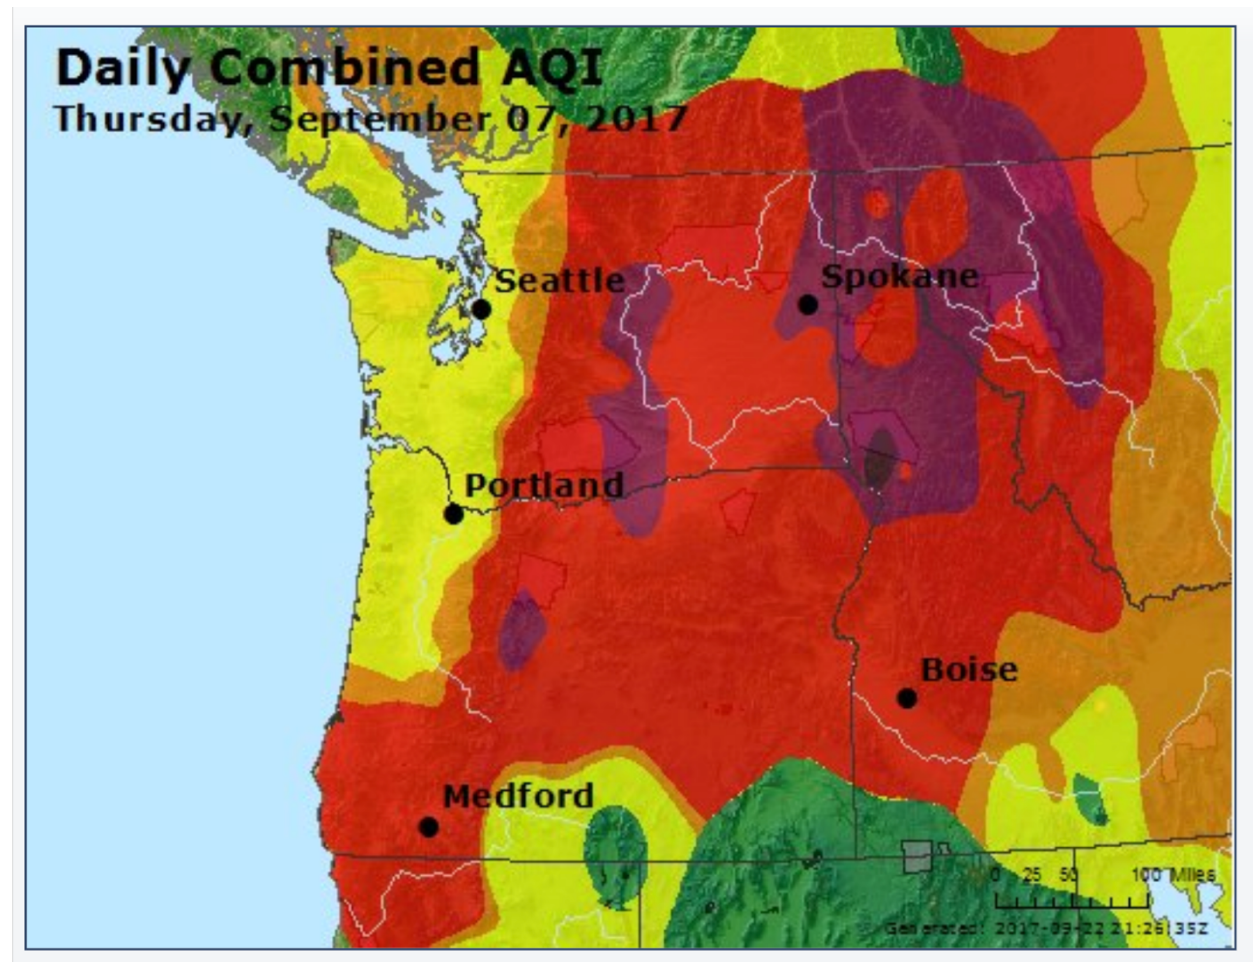 Daily Combined AQI
Thursday, September 07, 2017
Seattle
Spokane
Portland
Boise
Medford
0 25 50 100 Miles
Generated: 2017-09-22 21:26:35Z